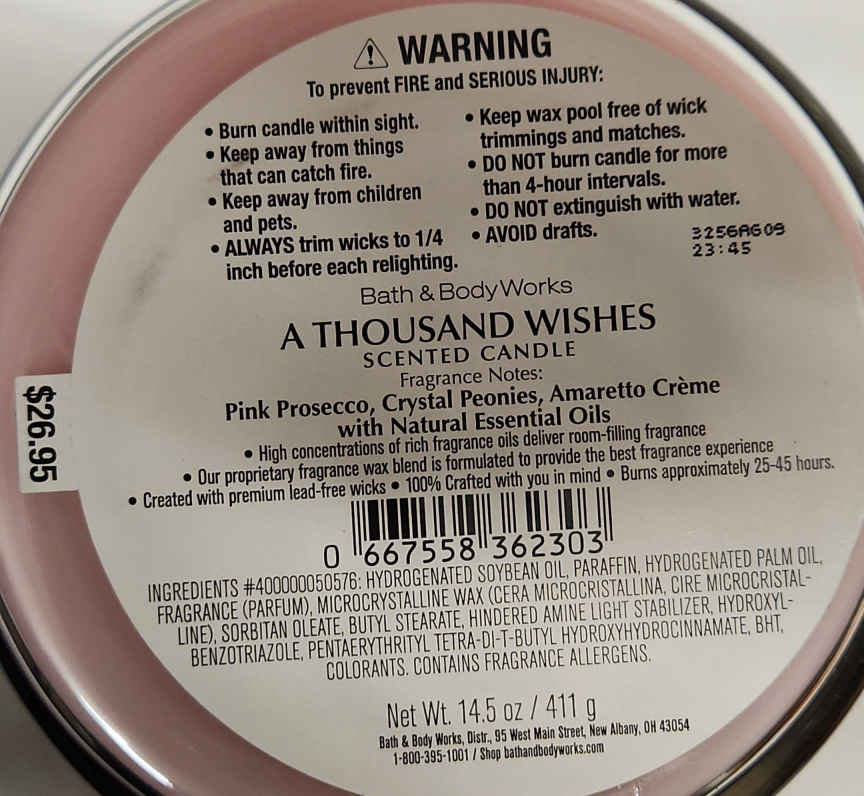 WARNING
To prevent FIRE and SERIOUS INJURY:
• Burn candle within sight.
• Keep away from things
that can catch fire.
• Keep away from children
and pets.
• ALWAYS trim wicks to 1/4
inch before each relighting.
• Keep wax pool free of wick
trimmings and matches.
• DO NOT burn candle for more
than 4-hour intervals.
• DO NOT extinguish with water.
• AVOID drafts.
3256AG09
23:45
Bath & Body Works
A THOUSAND WISHES
SCENTED CANDLE
Fragrance Notes:
Pink Prosecco, Crystal Peonies, Amaretto Crème
with Natural Essential Oils
• High concentrations of rich fragrance oils deliver room-filling fragrance
• Our proprietary fragrance wax blend is formulated to provide the best fragrance experience
• Created with premium lead-free wicks • 100% Crafted with you in mind • Burns approximately 25-45 hours.
$26.95
0 667558 362303
INGREDIENTS #400000050576: HYDROGENATED SOYBEAN OIL, PARAFFIN, HYDROGENATED PALM OIL,
FRAGRANCE (PARFUM), MICROCRYSTALLINE WAX (CERA MICROCRISTALLINA, CIRE MICROCRISTAL-
LINE), SORBITAN OLEATE, BUTYL STEARATE, HINDERED AMINE LIGHT STABILIZER, HYDROXYL-
BENZOTRIAZOLE, PENTAERYTHRITYL TETRA-DI-T-BUTYL HYDROXYHYDROCINNAMATE, BHT,
COLORANTS. CONTAINS FRAGRANCE ALLERGENS.
Net Wt. 14.5 oz / 411 g
Bath & Body Works, Distr., 95 West Main Street, New Albany, OH 43054
1-800-395-1001 / Shop bathandbodyworks.com